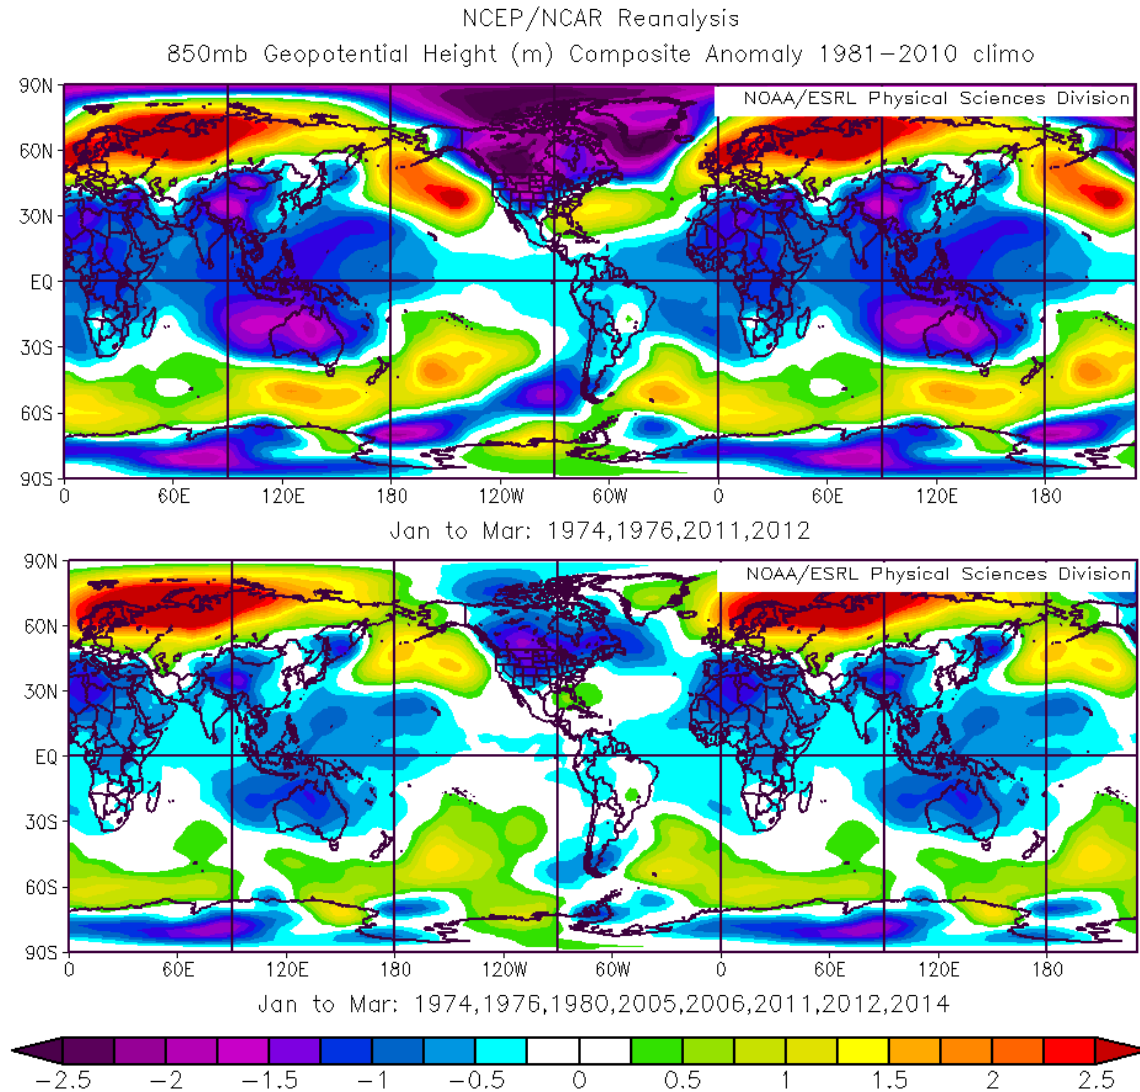 NCEP/NCAR Reanalysis
850mb Geopotential Height (m) Composite Anomaly 1981-2010 climo
NOAA/ESRL Physical Sciences Division
90N
60N
30N
EQ
30S
60S
90S
0 60E 120E 180 120W 60W 0 60E 120E 180
Jan to Mar: 1974,1976,2011,2012
NOAA/ESRL Physical Sciences Division
90N
60N
30N
EQ
30S
60S
90S
0 60E 120E 180 120W 60W 0 60E 120E 180
Jan to Mar: 1974,1976,1980,2005,2006,2011,2012,2014
-2.5 -2 -1.5 -1 -0.5 0 0.5 1 1.5 2 2.5